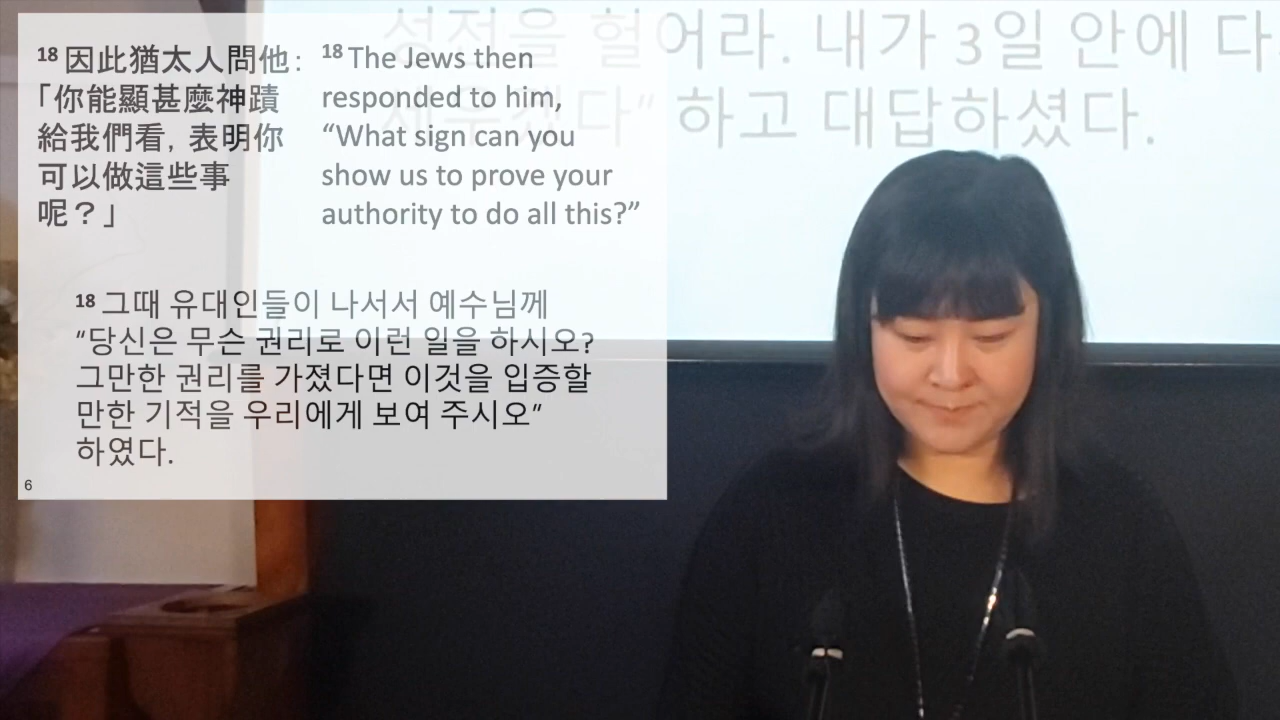 18 因此猶太人問他：
「你能顯甚麼神蹟
給我們看，表明你
可以做這些事
呢？」
18 The Jews then
responded to him,
“What sign can you
show us to prove your
authority to do all this?”
18 그때 유대인들이 나서서 예수님께
“당신은 무슨 권리로 이런 일을 하시오?
그만한 권리를 가졌다면 이것을 입증할
만한 기적을 우리에게 보여 주시오”
하였다.
6
성전을 헐어라. 내가 3일 안에 다
하고 대답하셨다.